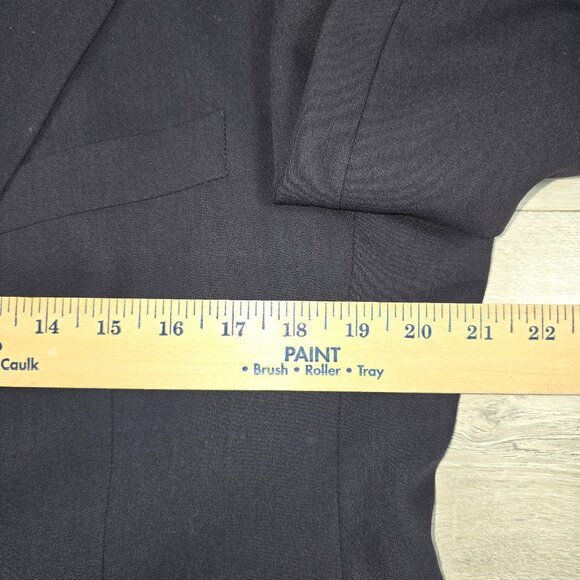 14 15 16 17 18 19 20 21 22
PAINT
Caulk • Brush • Roller • Tray